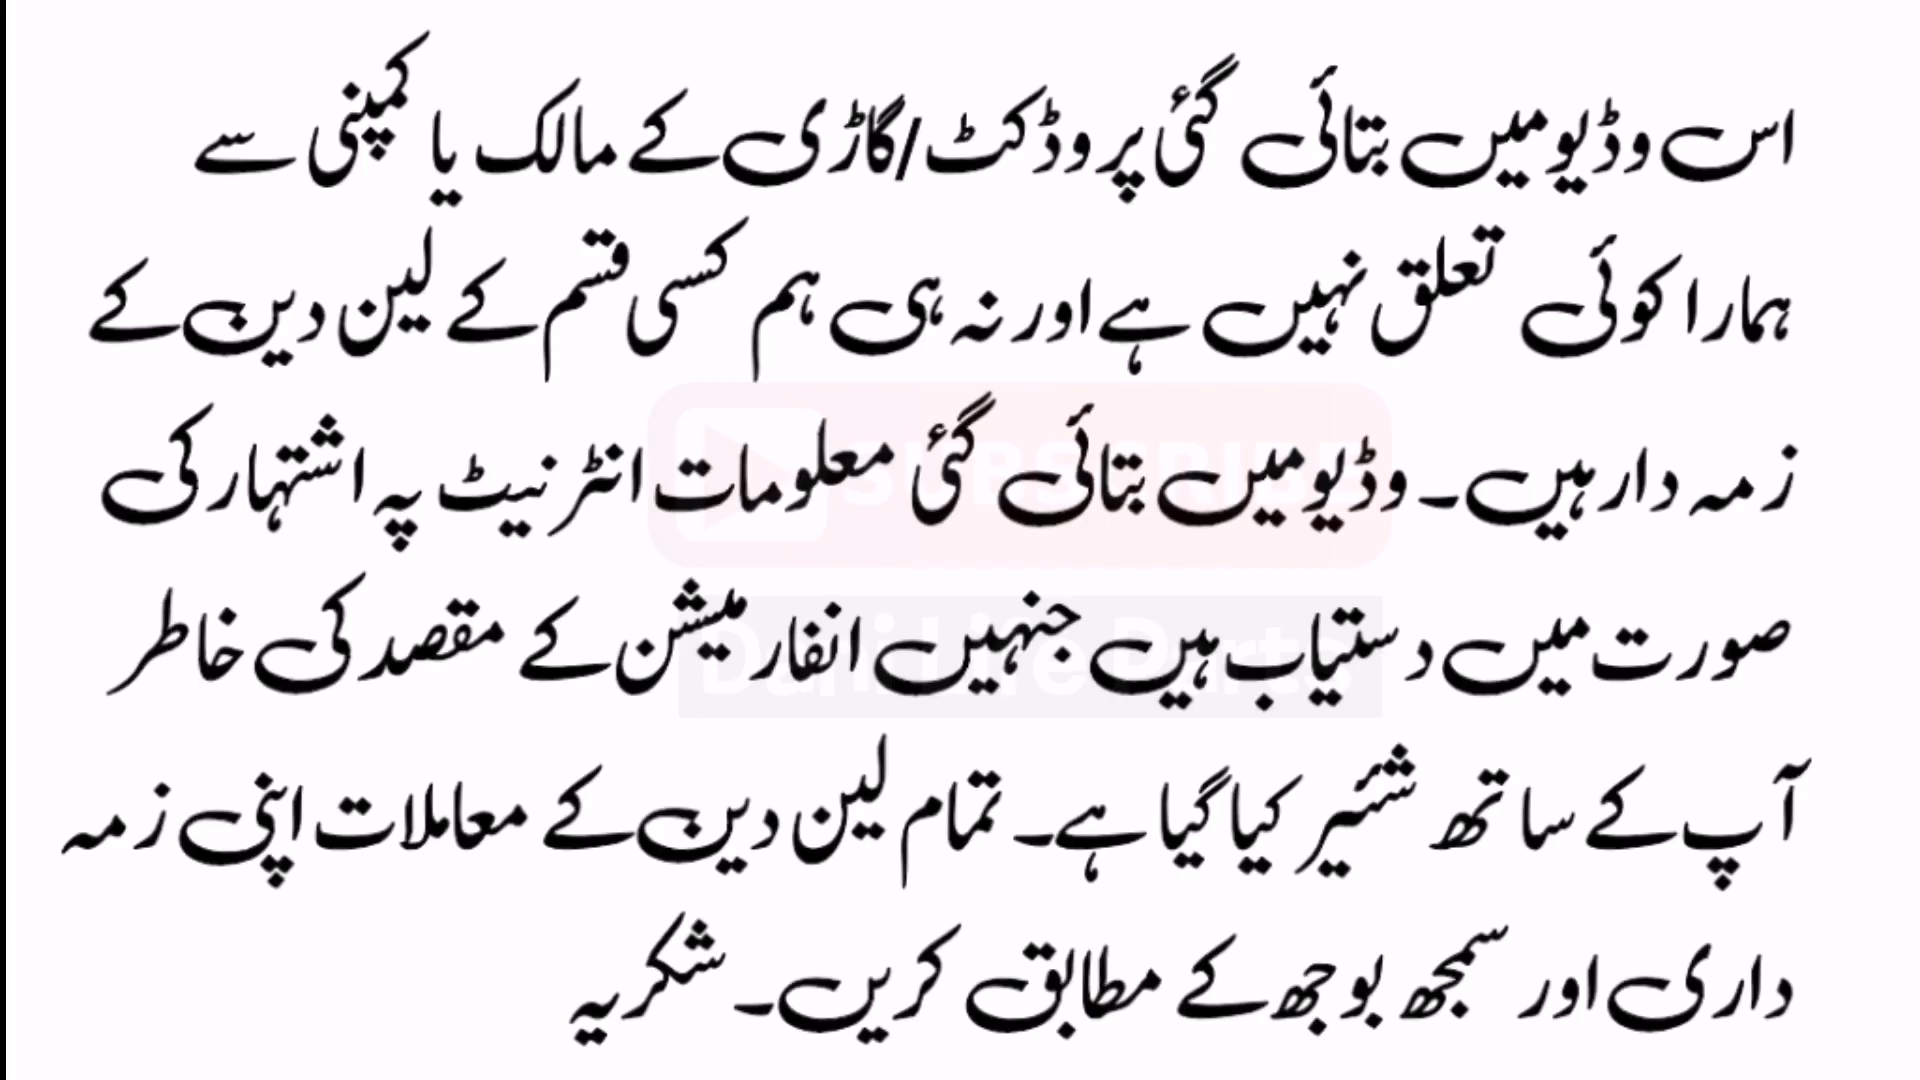 اس وڈیو میں بتائی گئی پروڈکٹ/گاڑی کے مالک یا کمپنی سے
ہمارا کوئی تعلق نہیں ہے اور نہ ہی ہم کسی قسم کے لین دین کے
زمہ دار ہیں۔ وڈیو میں بتائی گئی معلومات انٹرنیٹ پہ اشتہار کی
صورت میں دستیاب ہیں جنہیں انفارمیشن کے مقصد کی خاطر
آپ کے ساتھ شئیر کیا گیا ہے۔ تمام لین دین کے معاملات اپنی زمہ
داری اور سمجھ بوجھ کے مطابق کریں۔ شکریہ
SUBSCRIBE